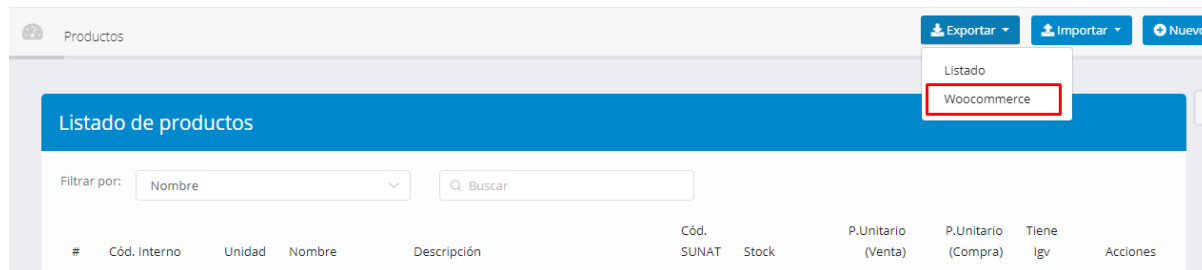 Productos
Exportar
Importar
Nuevo
Listado
Woocommerce
Listado de productos
Filtrar por:
Nombre
Buscar
# Cód. Interno Unidad Nombre Descripción Cód. SUNAT Stock P.Unitario (Venta) P.Unitario (Compra) Tiene Igv Acciones